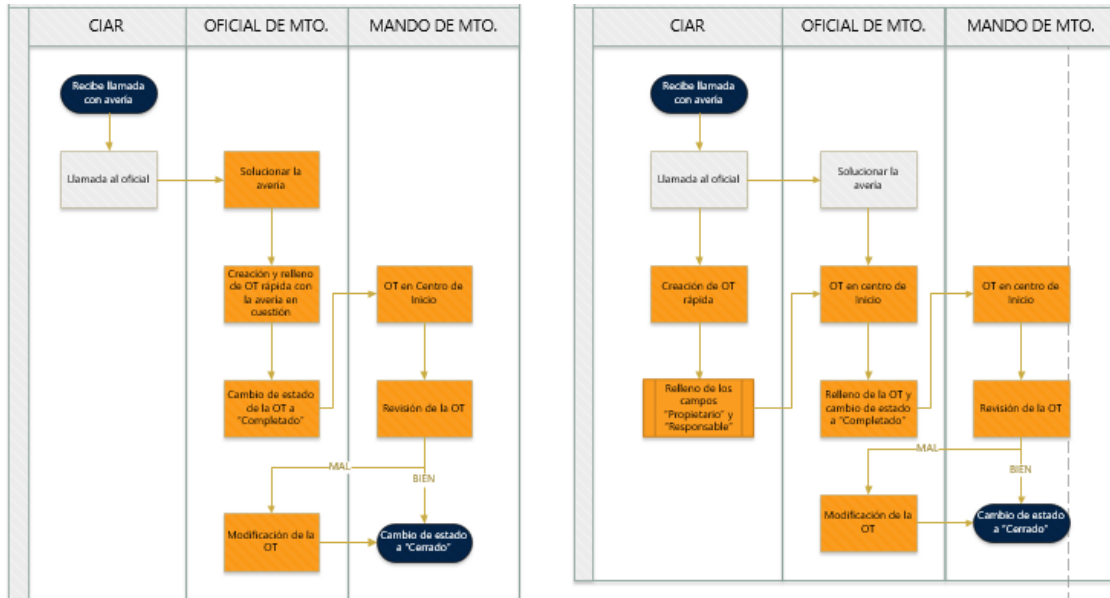 CIAR
OFICIAL DE MTO.
MANDO DE MTO.
Recibe llamada
con avería
Llamada al oficial
Solucionar la
avería
Creación y relleno
de OT rápida con
la avería en
cuestión
OT en Centro de
Inicio
Cambio de estado
de la OT a
"Completado"
Revisión de la OT
MAL
BIEN
Modificación de la
OT
Cambio de estado
a "Cerrado"
CIAR
OFICIAL DE MTO.
MANDO DE MTO.
Recibe llamada
con avería
Llamada al oficial
Solucionar la
avería
Creación de OT
rápida
OT en centro de
Inicio
OT en centro de
Inicio
Relleno de los
campos
"Propietario" y
"Responsable"
Relleno de la OT y
cambio de estado
a "Completado"
Revisión de la OT
MAL
BIEN
Modificación de la
OT
Cambio de estado
a "Cerrado"